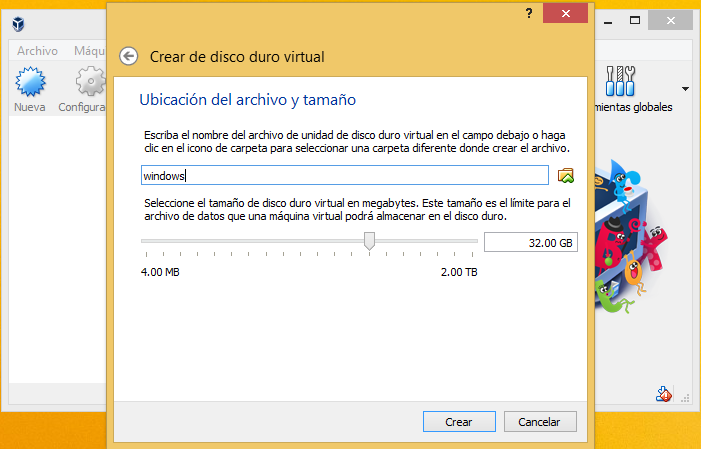 ?
Crear de disco duro virtual
Archivo
Nueva
Configura
mientas globales
Ubicación del archivo y tamaño
Escriba el nombre del archivo de unidad de disco duro virtual en el campo debajo o haga
clic en el icono de carpeta para seleccionar una carpeta diferente donde crear el archivo.
windows
Seleccione el tamaño de disco duro virtual en megabytes. Este tamaño es el límite para el
archivo de datos que una máquina virtual podrá almacenar en el disco duro.
32.00 GB
4.00 MB
2.00 TB
Crear
Cancelar